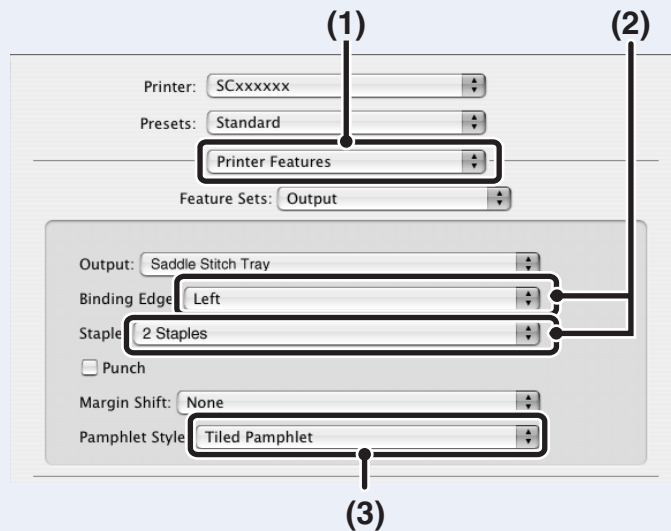 (1) (2)
Printer: SCxxxxxx
Presets: Standard
Printer Features
Feature Sets: Output
Output: Saddle Stitch Tray
Binding Edge Left
Staple 2 Staples
Punch
Margin Shift: None
Pamphlet Style Tiled Pamphlet
(3)